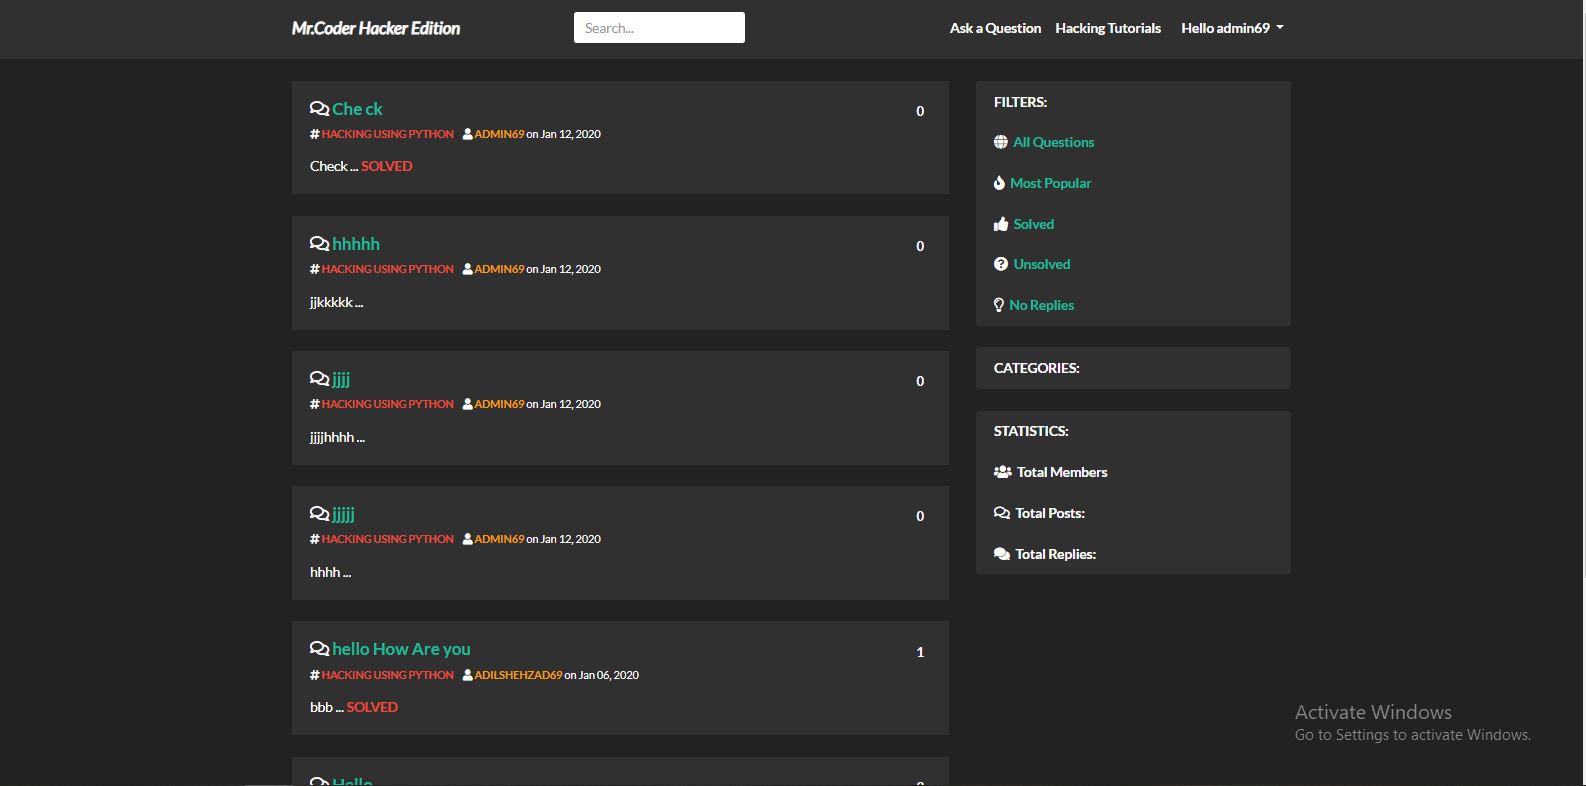 Mr.Coder Hacker Edition
Search...
Ask a Question Hacking Tutorials Hello admin69
Che ck
0
# HACKING USING PYTHON ADMIN69 on Jan 12, 2020
Check ... SOLVED
hhhhh
0
# HACKING USING PYTHON ADMIN69 on Jan 12, 2020
jjkkkkk ...
jjjj
0
# HACKING USING PYTHON ADMIN69 on Jan 12, 2020
jjjjhhhh ...
jjjjj
0
# HACKING USING PYTHON ADMIN69 on Jan 12, 2020
hhhh ...
hello How Are you
1
# HACKING USING PYTHON ADILSHEHZAD69 on Jan 06, 2020
bbb ... SOLVED
Hello
FILTERS:
All Questions
Most Popular
Solved
Unsolved
No Replies
CATEGORIES:
STATISTICS:
Total Members
Total Posts:
Total Replies:
Activate Windows
Go to Settings to activate Windows.